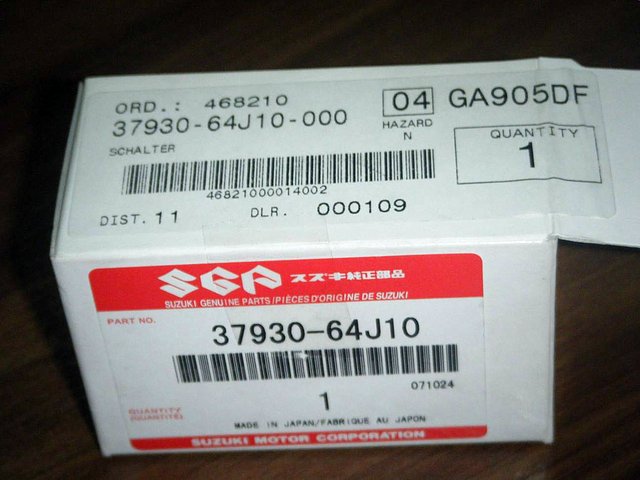 ORD.: 468210
04 GA905DF
37930-64J10-000
HAZARD
N
QUANTITY
1
SCHALTER
46821000014002
DIST. 11 DLR. 000109
SGP スズキ純正部品
SUZUKI GENUINE PARTS/PIÈCES D'ORIGINE DE SUZUKI
PART NO.
37930-64J10
071024
QUANTITY
(QUANTITÉ)
1
MADE IN JAPAN/FABRIQUE AU JAPON
SUZUKI MOTOR CORPORATION